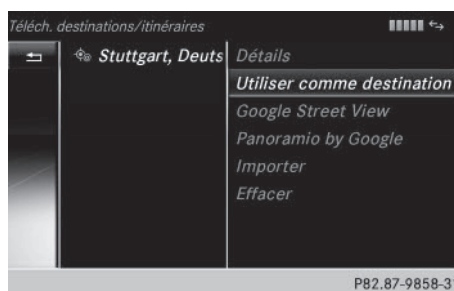 Téléch. destinations/itinéraires
Stuttgart, Deuts
Détails
Utiliser comme destination
Google Street View
Panoramio by Google
Importer
Effacer
P82.87-9858-3